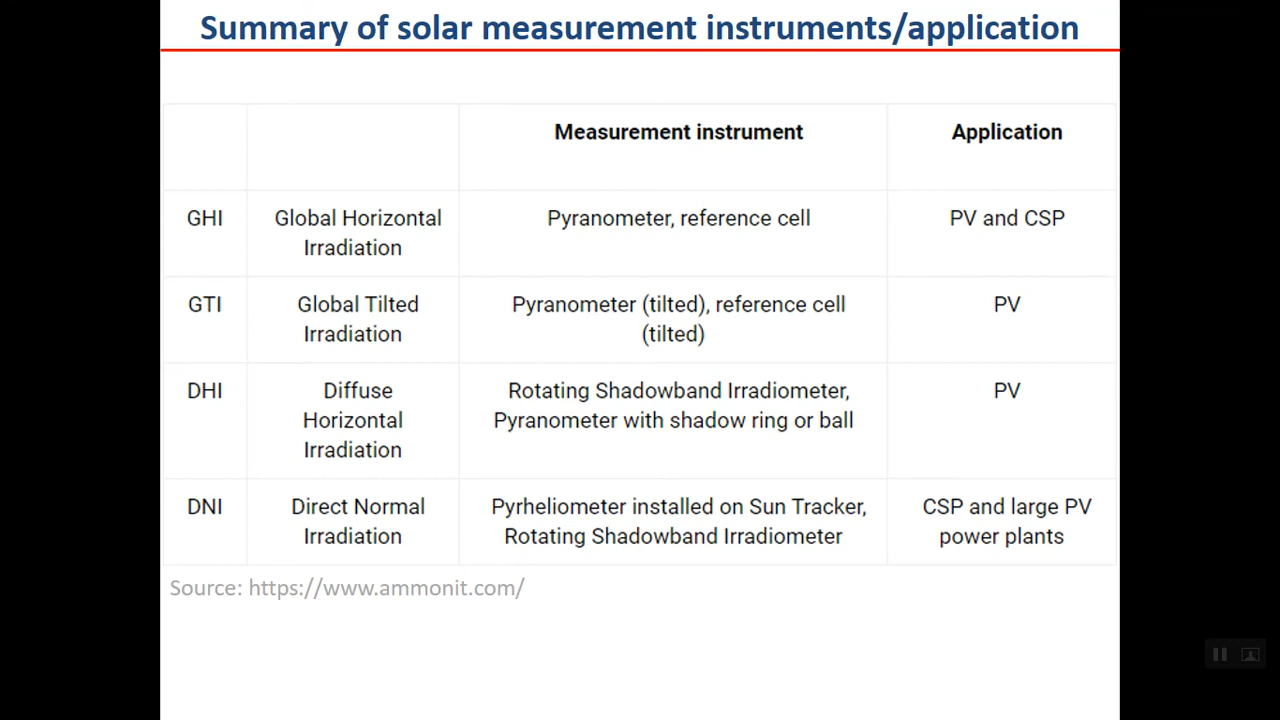 Summary of solar measurement instruments/application
Measurement instrument
Application
GHI
Global Horizontal
Irradiation
Pyranometer, reference cell
PV and CSP
GTI
Global Tilted
Irradiation
Pyranometer (tilted), reference cell
(tilted)
PV
DHI
Diffuse
Horizontal
Irradiation
Rotating Shadowband Irradiometer,
Pyranometer with shadow ring or ball
PV
DNI
Direct Normal
Irradiation
Pyrheliometer installed on Sun Tracker,
Rotating Shadowband Irradiometer
CSP and large PV
power plants
Source: https://www.ammonit.com/